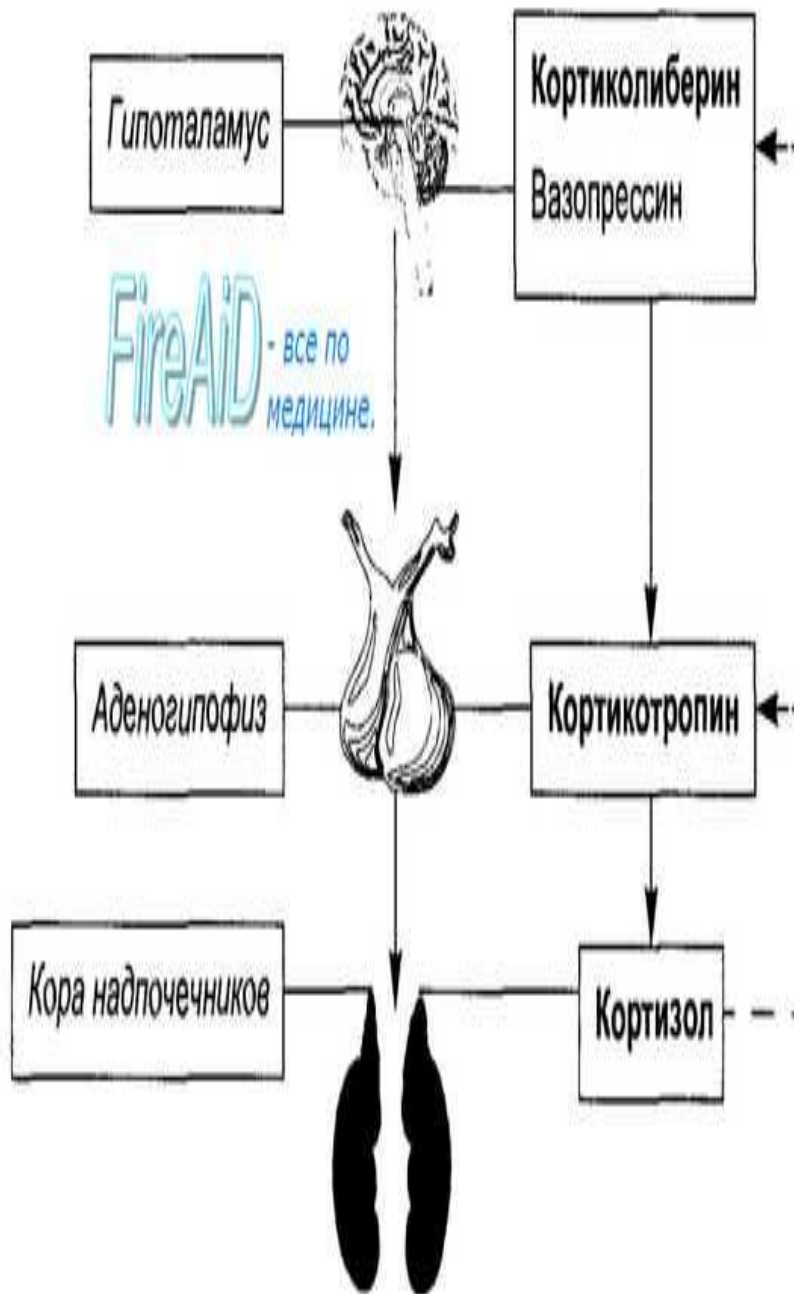 Гипоталамус
Кортиколиберин
Вазопрессин
FireAiD - все по
медицине.
Аденогипофиз
Кортикотропин
Кора надпочечников
Кортизол